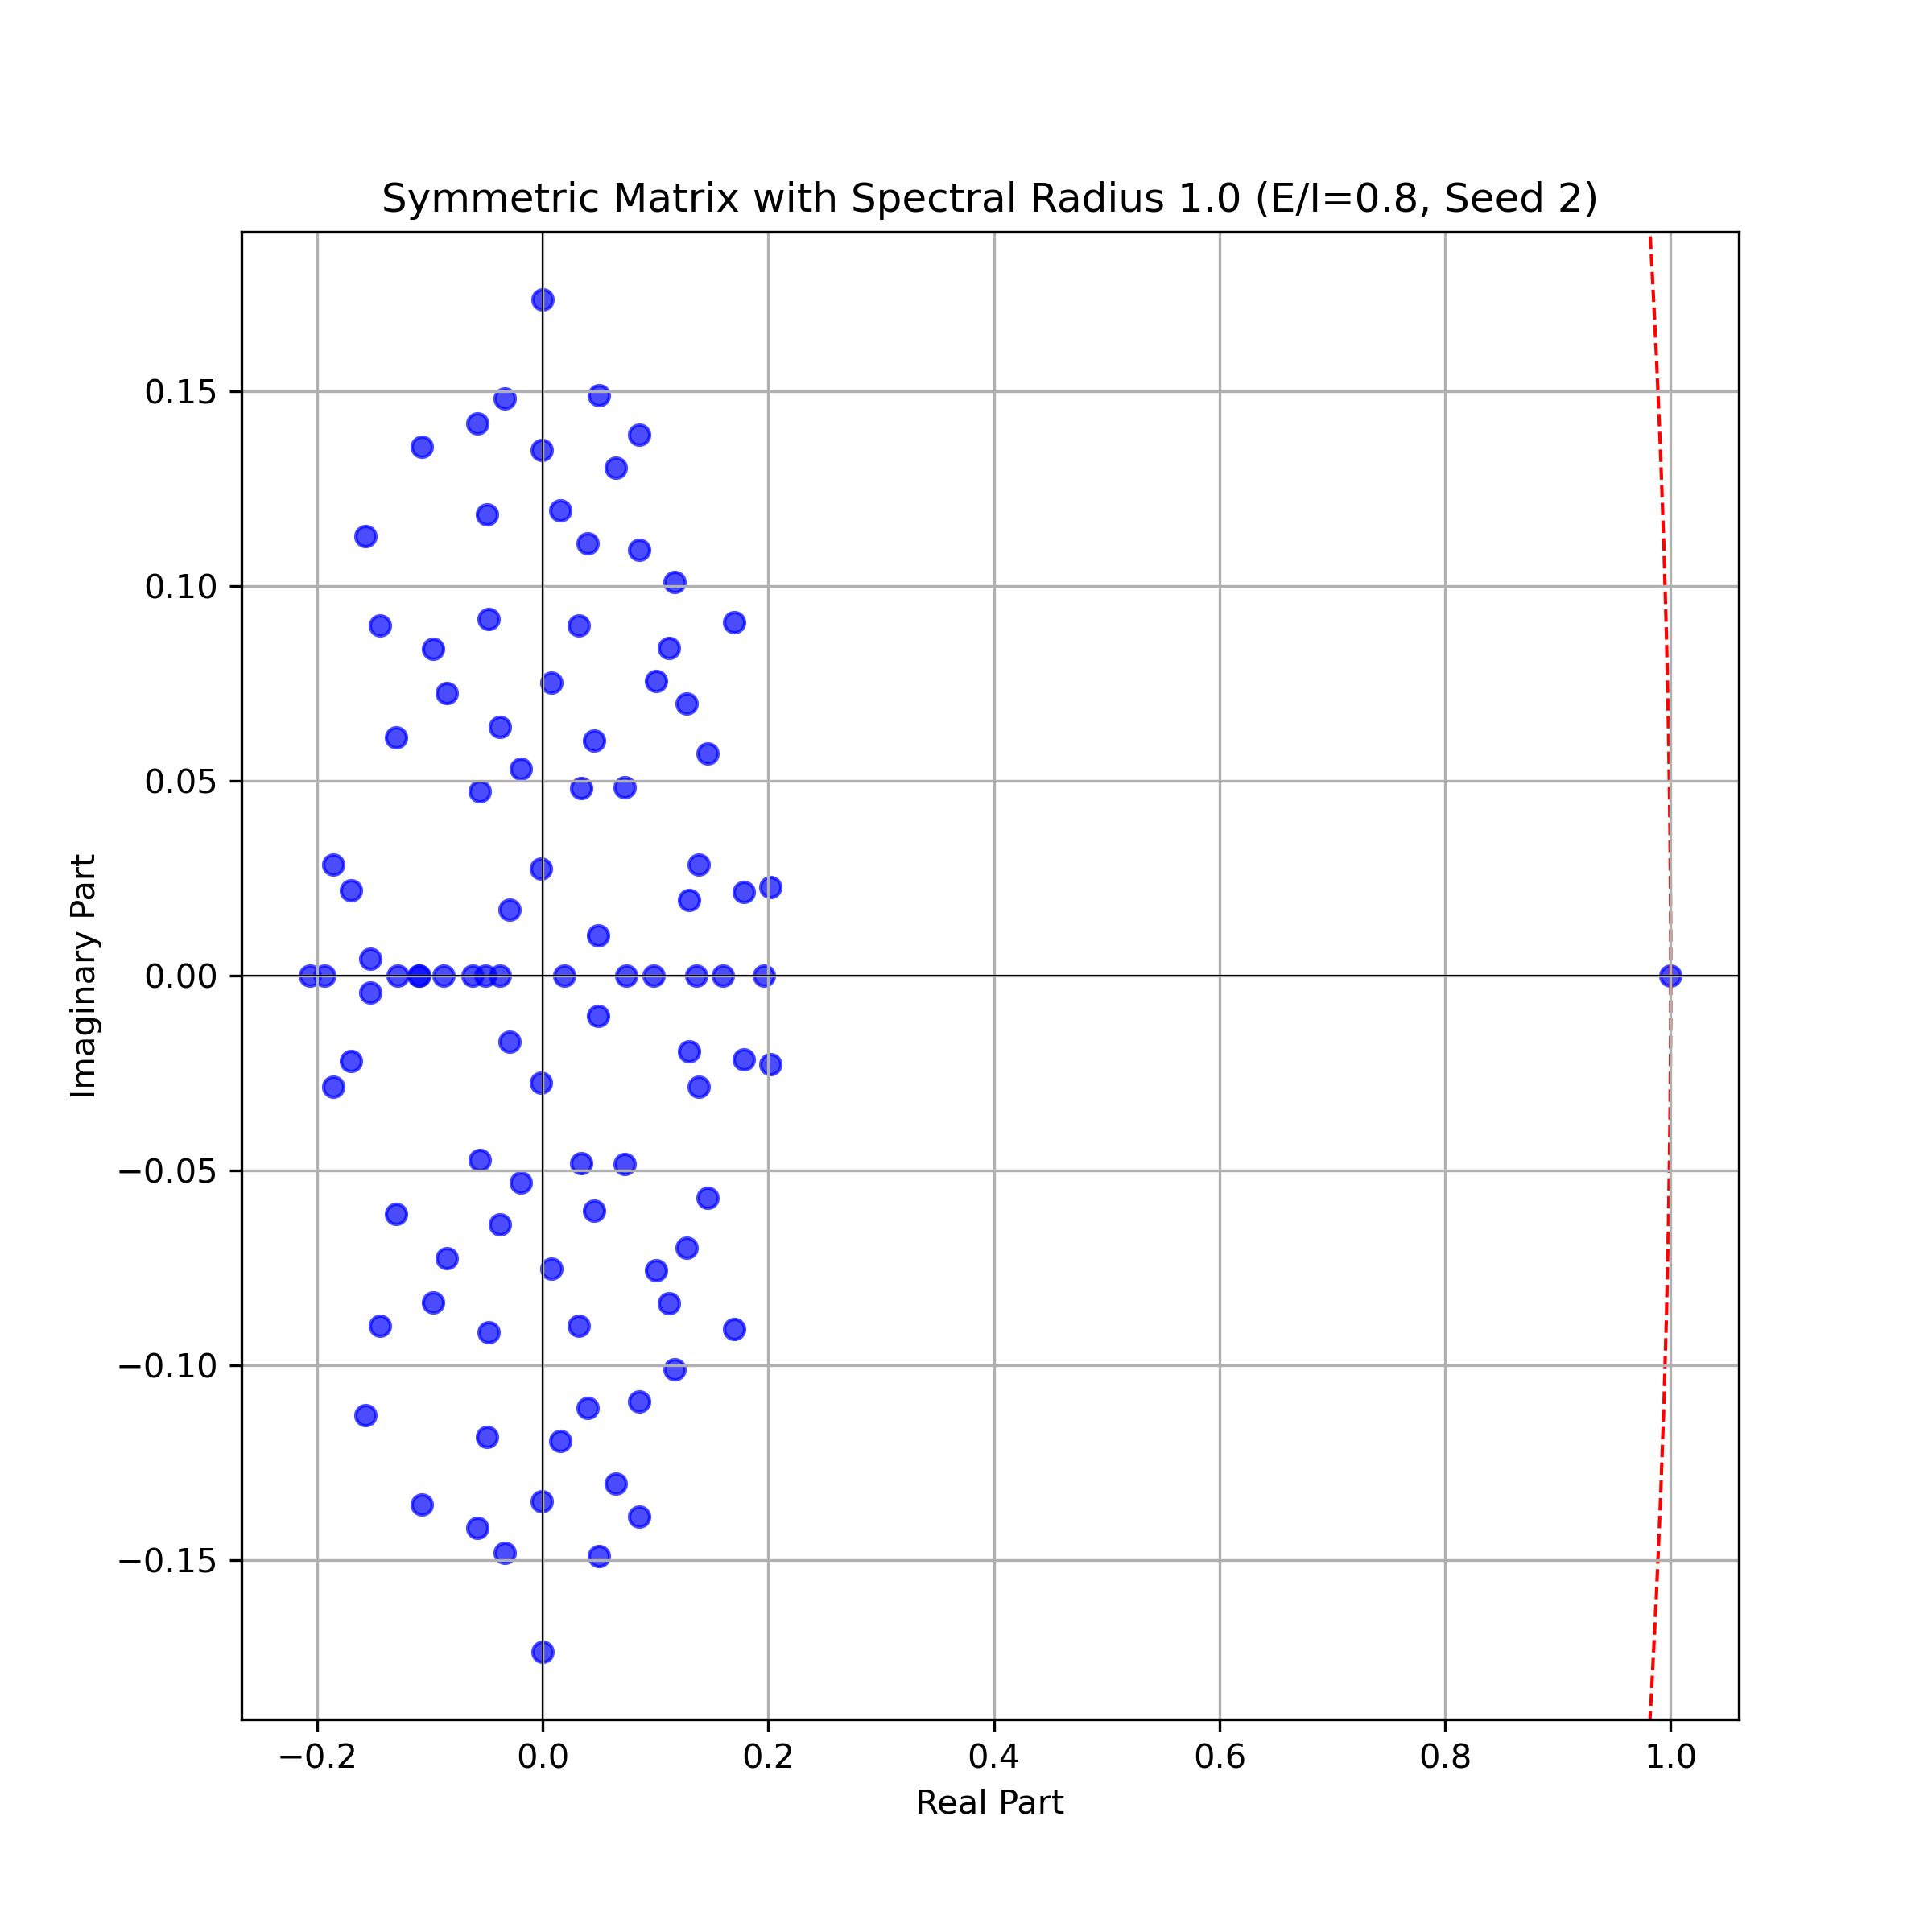 Symmetric Matrix with Spectral Radius 1.0 (E/I=0.8, Seed 2)
0.15
0.10
0.05
0.00
−0.05
−0.10
−0.15
Imaginary Part
−0.2 0.0 0.2 0.4 0.6 0.8 1.0
Real Part